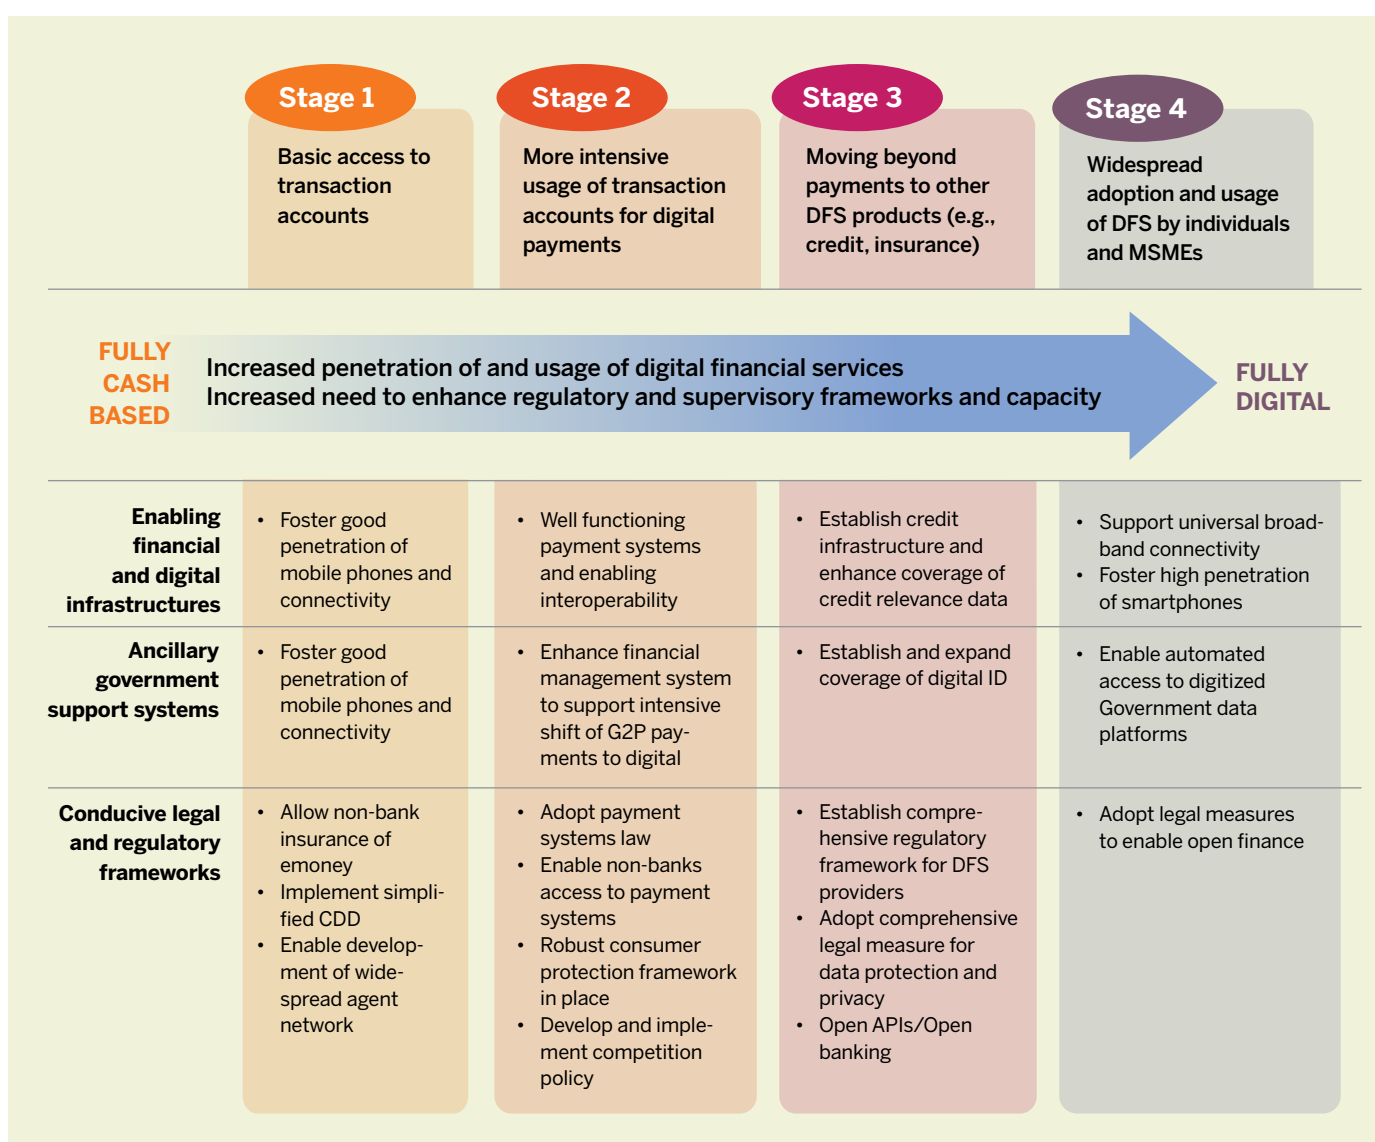 Stage 1
Basic access to
transaction
accounts
Stage 2
More intensive
usage of transaction
accounts for digital
payments
Stage 3
Moving beyond
payments to other
DFS products (e.g.,
credit, insurance)
Stage 4
Widespread
adoption and usage
of DFS by individuals
and MSMEs
FULLY
CASH
BASED
Increased penetration of and usage of digital financial services
Increased need to enhance regulatory and supervisory frameworks and capacity
FULLY
DIGITAL
Enabling
financial
and digital
infrastructures
• Foster good
penetration of
mobile phones and
connectivity
• Well functioning
payment systems
and enabling
interoperability
• Establish credit
infrastructure and
enhance coverage of
credit relevance data
• Support universal broad-
band connectivity
• Foster high penetration
of smartphones
Ancillary
government
support systems
• Foster good
penetration of
mobile phones and
connectivity
• Enhance financial
management system
to support intensive
shift of G2P pay-
ments to digital
• Establish and expand
coverage of digital ID
• Enable automated
access to digitized
Government data
platforms
Conducive legal
and regulatory
frameworks
• Allow non-bank
insurance of
emoney
• Implement simpli-
fied CDD
• Enable develop-
ment of wide-
spread agent
network
• Adopt payment
systems law
• Enable non-banks
access to payment
systems
• Robust consumer
protection framework
in place
• Develop and imple-
ment competition
policy
• Establish compre-
hensive regulatory
framework for DFS
providers
• Adopt comprehensive
legal measure for
data protection and
privacy
• Open APIs/Open
banking
• Adopt legal measures
to enable open finance